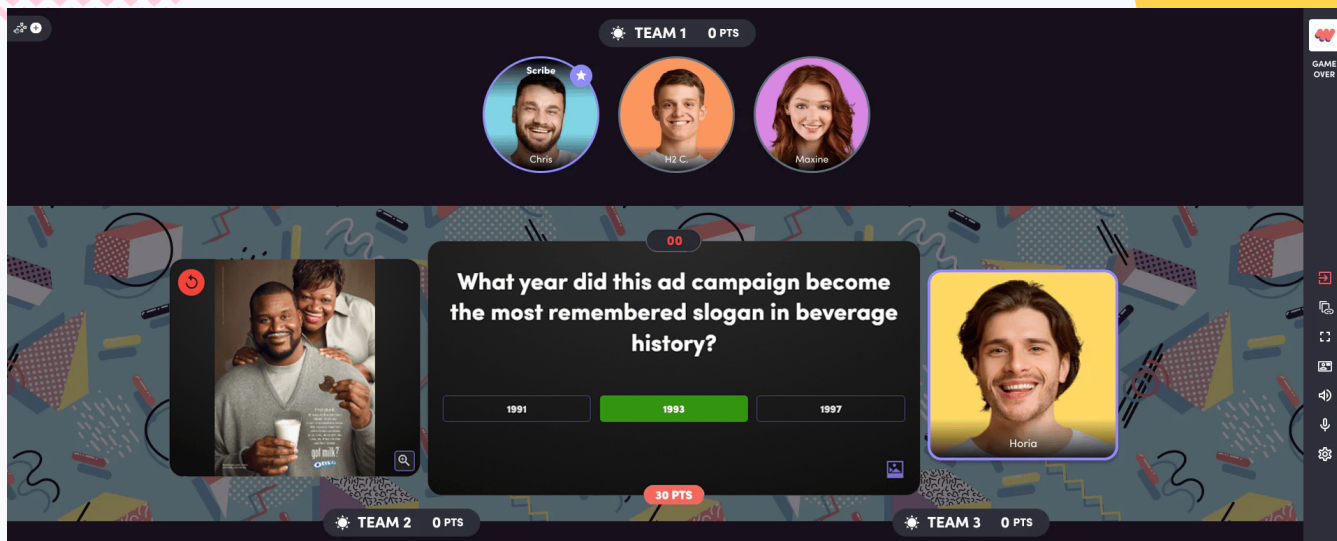 TEAM 1 0 PTS
GAME
OVER
Scribe
Chris
H2 C.
Maxine
00
What year did this ad campaign become
the most remembered slogan in beverage
history?
1991
1993
1997
30 PTS
got milk?
OREO
Horia
TEAM 2 0 PTS
TEAM 3 0 PTS